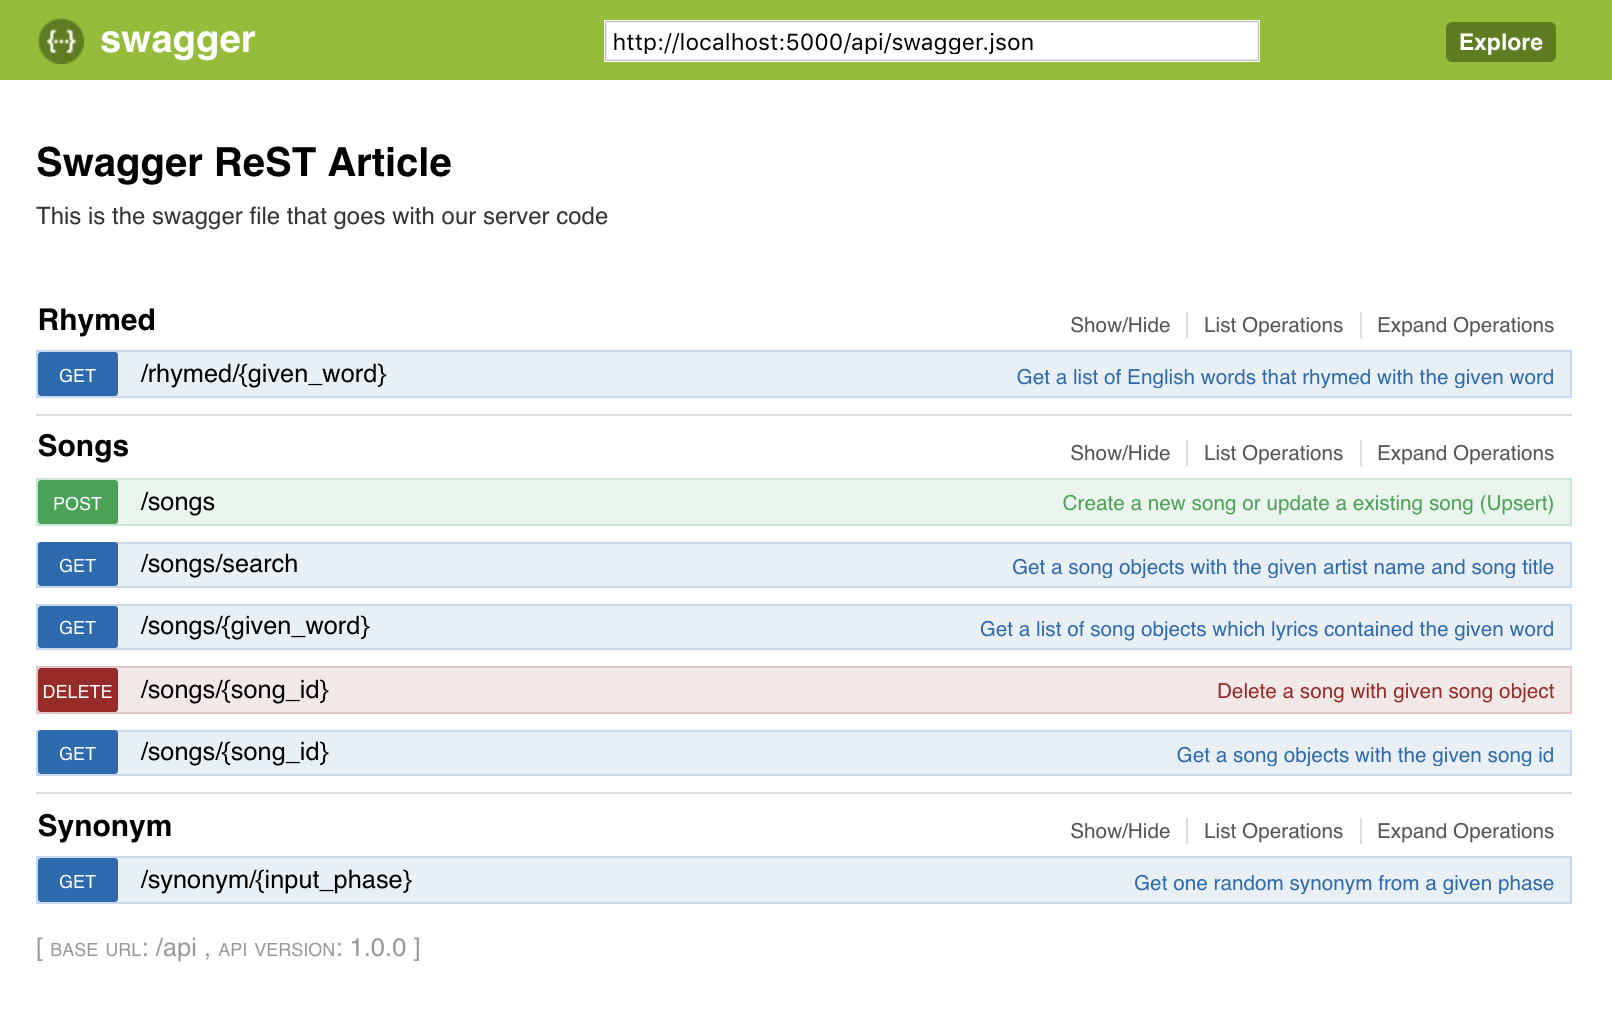 {···} swagger http://localhost:5000/api/swagger.json Explore
Swagger ReST Article
This is the swagger file that goes with our server code
Rhymed Show/Hide List Operations Expand Operations
GET /rhymed/{given_word} Get a list of English words that rhymed with the given word
Songs Show/Hide List Operations Expand Operations
POST /songs Create a new song or update a existing song (Upsert)
GET /songs/search Get a song objects with the given artist name and song title
GET /songs/{given_word} Get a list of song objects which lyrics contained the given word
DELETE /songs/{song_id} Delete a song with given song object
GET /songs/{song_id} Get a song objects with the given song id
Synonym Show/Hide List Operations Expand Operations
GET /synonym/{input_phase} Get one random synonym from a given phase
[ BASE URL: /api , API VERSION: 1.0.0 ]